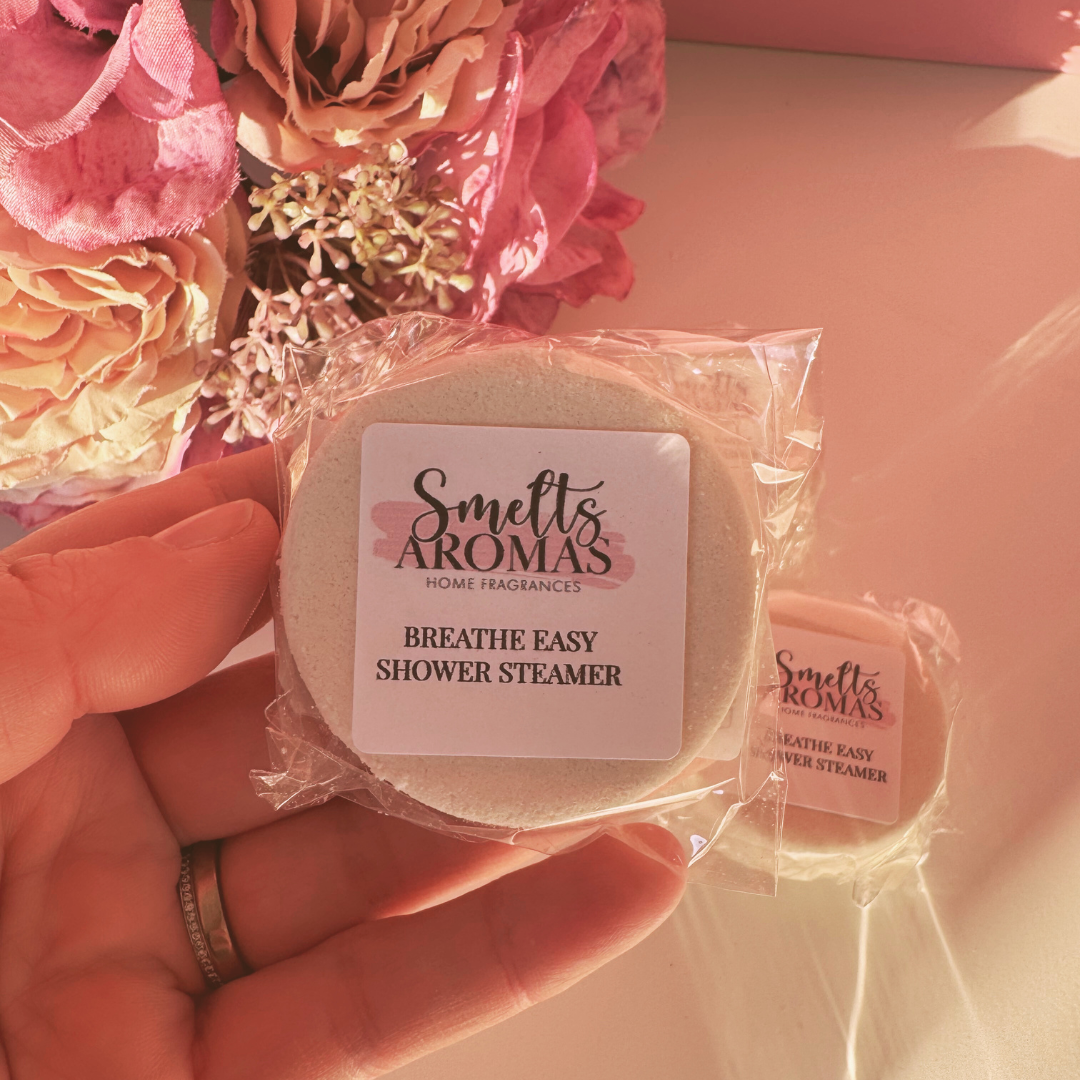 Smelts
AROMAS
HOME FRAGRANCES
BREATHE EASY
SHOWER STEAMER
Smelts
AROMAS
HOME FRAGRANCES
BREATHE EASY
SHOWER STEAMER